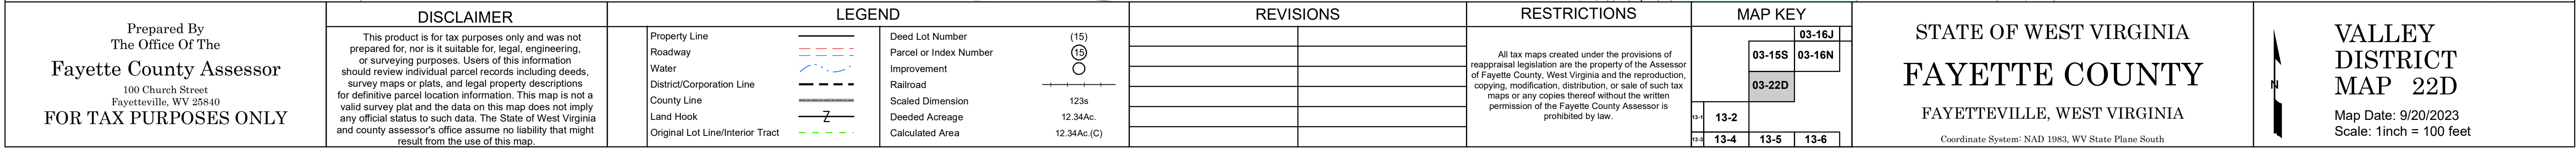 Prepared By
The Office Of The
Fayette County Assessor
100 Church Street
Fayetteville, WV 25840
FOR TAX PURPOSES ONLY
DISCLAIMER
This product is for tax purposes only and was not
prepared for, nor is it suitable for, legal, engineering,
or surveying purposes. Users of this information
should review individual parcel records including deeds,
survey maps or plats, and legal property descriptions
for definitive parcel location information. This map is not a
valid survey plat and the data on this map does not imply
any official status to such data. The State of West Virginia
and county assessor's office assume no liability that might
result from the use of this map.
LEGEND
Property Line
Roadway
Water
District/Corporation Line
County Line
Land Hook Z
Original Lot Line/Interior Tract
Deed Lot Number (15)
Parcel or Index Number 15
Improvement
Railroad
Scaled Dimension 123s
Deeded Acreage 12.34Ac.
Calculated Area 12.34Ac.(C)
REVISIONS
RESTRICTIONS
All tax maps created under the provisions of
reappraisal legislation are the property of the Assessor
of Fayette County, West Virginia and the reproduction,
copying, modification, distribution, or sale of such tax
maps or any copies thereof without the written
permission of the Fayette County Assessor is
prohibited by law.
MAP KEY
03-16J
03-15S 03-16N
03-22D
13-1 13-2
13-3 13-4 13-5 13-6
STATE OF WEST VIRGINIA
FAYETTE COUNTY
FAYETTEVILLE, WEST VIRGINIA
Coordinate System: NAD 1983, WV State Plane South
N
VALLEY
DISTRICT
MAP 22D
Map Date: 9/20/2023
Scale: 1inch = 100 feet